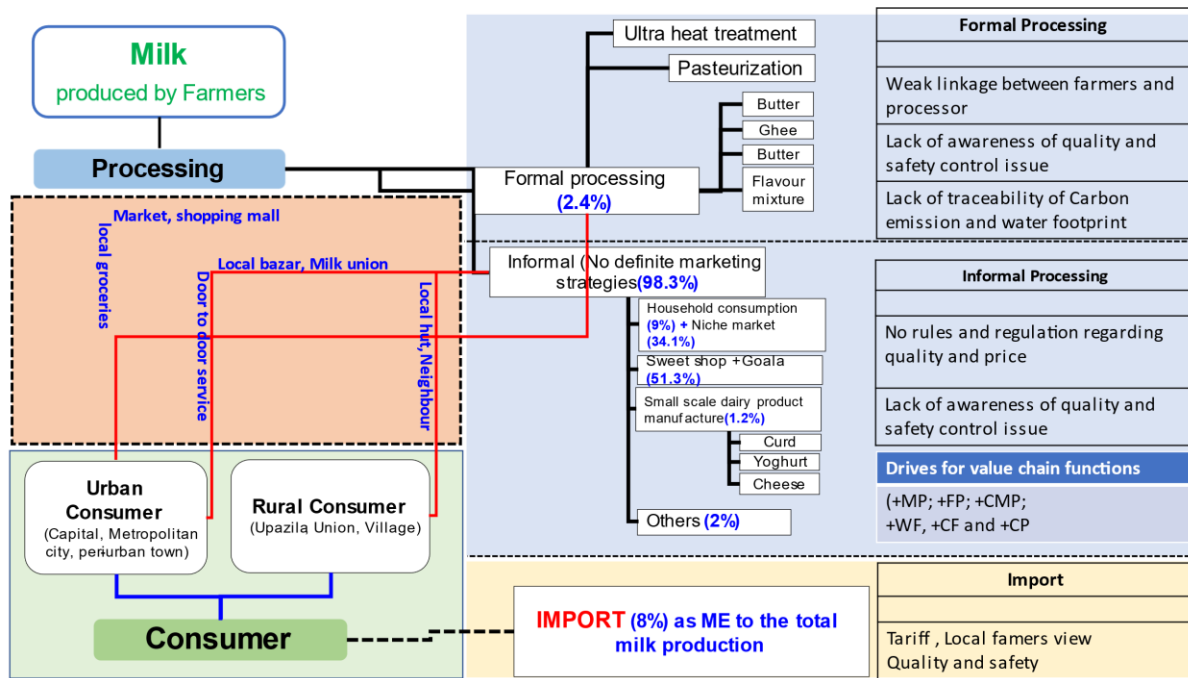 Milk
produced by Farmers
Processing
Market, shopping mall
local groceries
Local bazar, Milk union
Door to door
service
Local hut, Neighbour
Urban
Consumer
(Capital, Metropolitan
city, peri-urban town)
Rural Consumer
(Upazila, Union, Village)
Consumer
Ultra heat treatment
Pasteurization
Butter
Ghee
Butter
Flavour
mixture
Formal processing
(2.4%)
Informal (No definite marketing
strategies(98.3%)
Household consumption
(9%) + Niche market
(34.1%)
Sweet shop +Goala
(51.3%)
Small scale dairy product
manufacture(1.2%)
Curd
Yoghurt
Cheese
Others (2%)
IMPORT (8%) as ME to the total
milk production
Formal Processing
Weak linkage between farmers and
processor
Lack of awareness of quality and
safety control issue
Lack of traceability of Carbon
emission and water footprint
Informal Processing
No rules and regulation regarding
quality and price
Lack of awareness of quality and
safety control issue
Drives for value chain functions
(+MP; +FP; +CMP;
+WF, +CF and +CP
Import
Tariff , Local famers view
Quality and safety